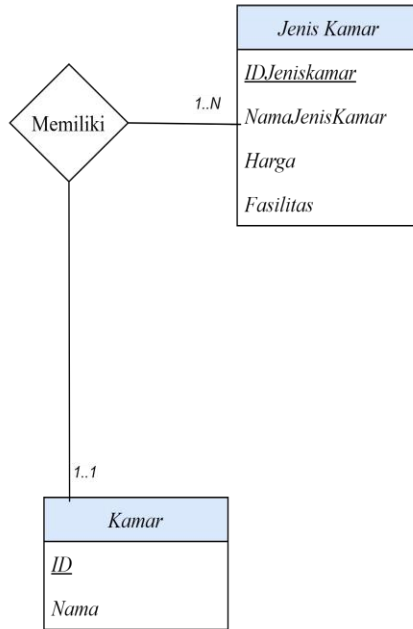 Jenis Kamar
IDJeniskamar
NamaJenisKamar
Harga
Fasilitas
1..N
Memiliki
1..1
Kamar
ID
Nama